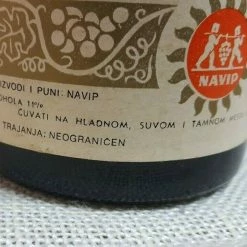 NAVIP
IZVODI I PUNI: NAVIP
OHOLA 11%
ČUVATI NA HLADNOM, SUVOM I TAMNOM
TRAJANJA: NEOGRANIČEN